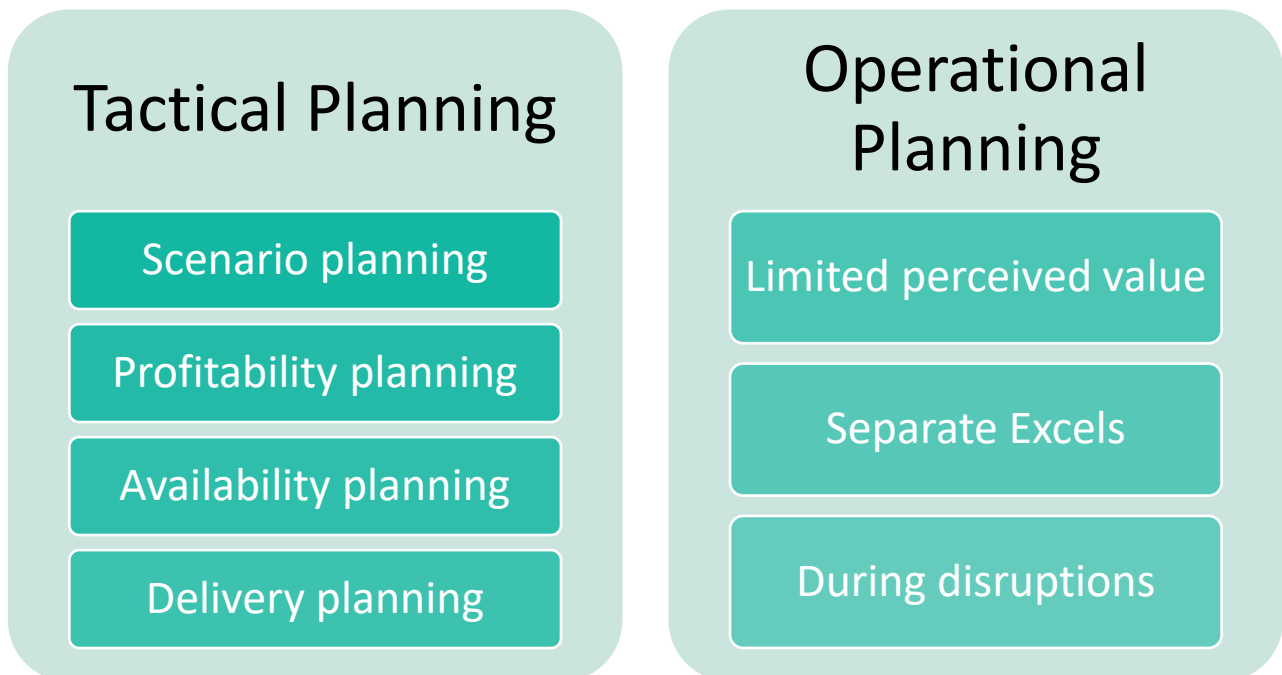 Tactical Planning
Scenario planning
Profitability planning
Availability planning
Delivery planning
Operational
Planning
Limited perceived value
Separate Excels
During disruptions